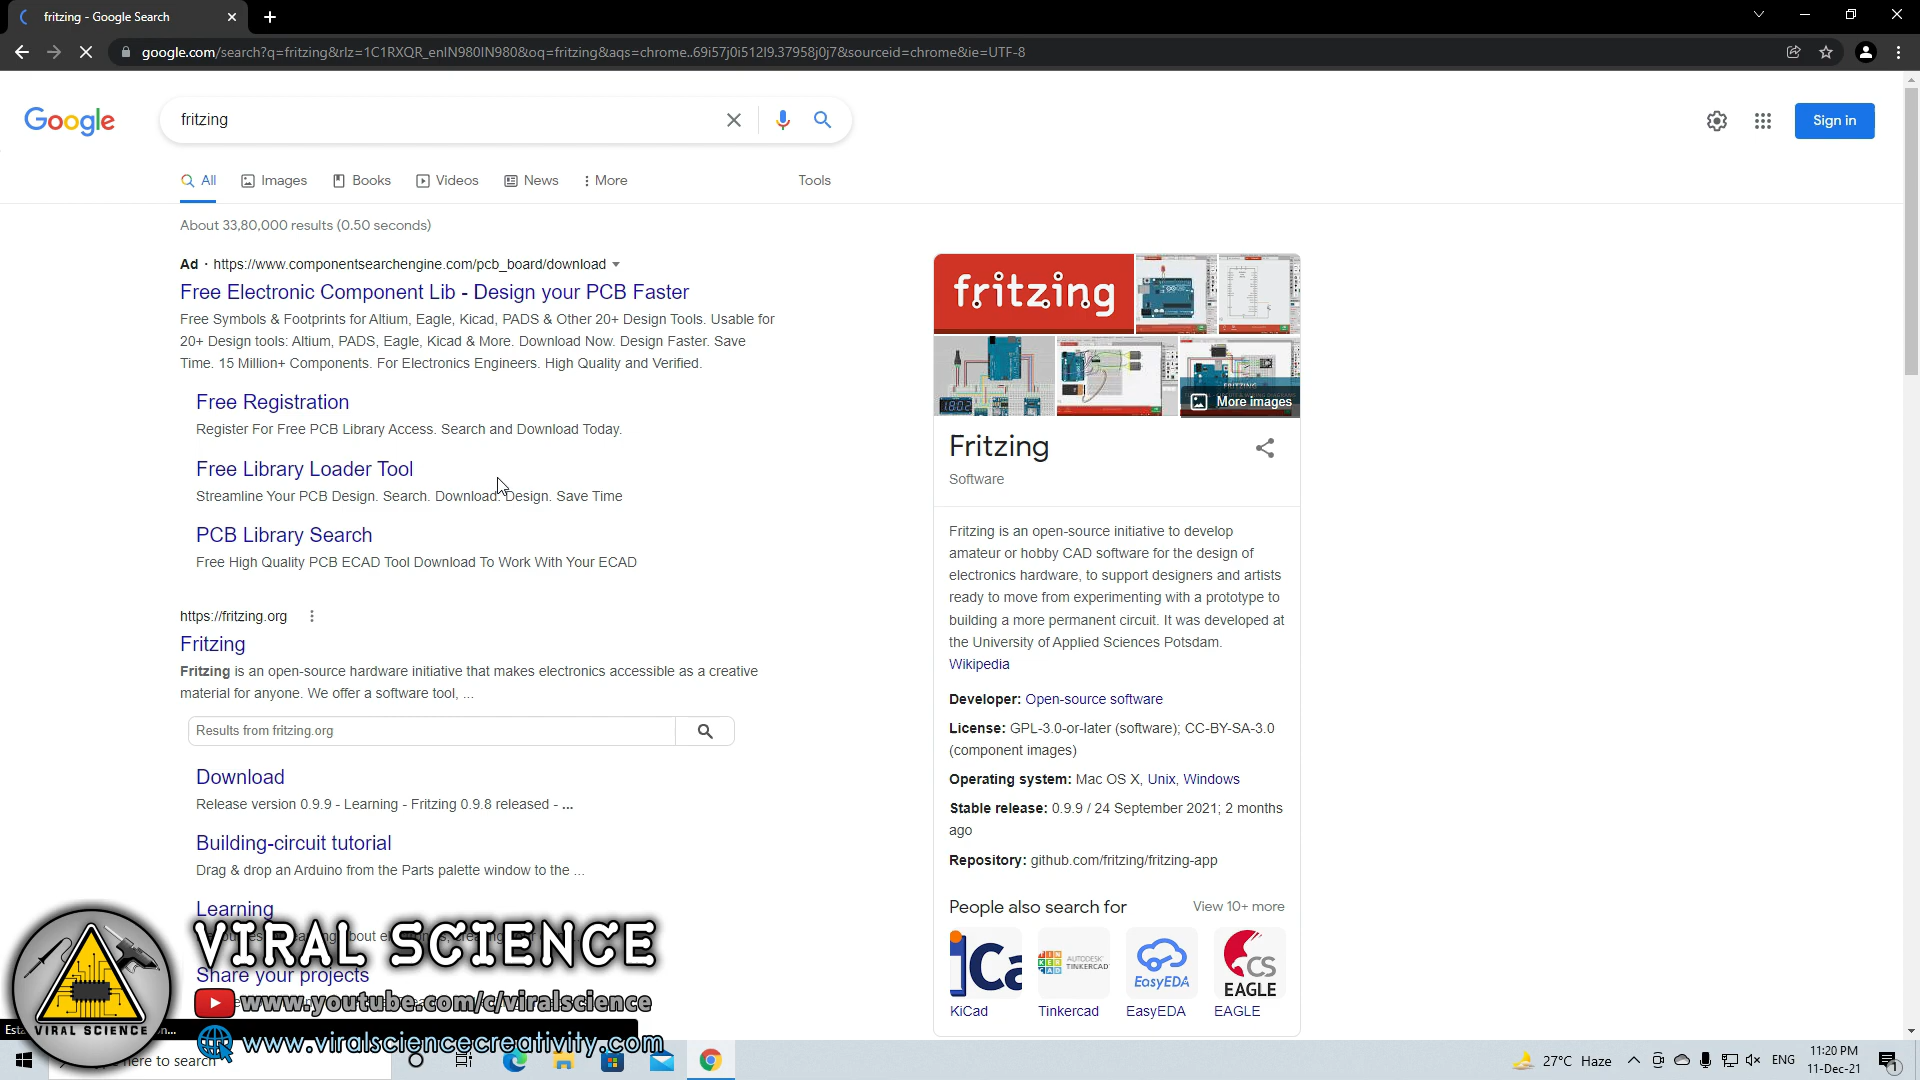 fritzing - Google Search
google.com/search?q=fritzing&rlz=1C1RXQR_enIN980IN980&oq=fritzing&aqs=chrome..69i57j0i512l9.37958j0j7&sourceid=chrome&ie=UTF-8
Google
fritzing
Sign in
All Images Books Videos News More Tools
About 33,80,000 results (0.50 seconds)
Ad · https://www.componentsearchengine.com/pcb_board/download
Free Electronic Component Lib - Design your PCB Faster
Free Symbols & Footprints for Altium, Eagle, Kicad, PADS & Other 20+ Design Tools. Usable for
20+ Design tools: Altium, PADS, Eagle, Kicad & More. Download Now. Design Faster. Save
Time. 15 Million+ Components. For Electronics Engineers. High Quality and Verified.
Free Registration
Register For Free PCB Library Access. Search and Download Today.
Free Library Loader Tool
Streamline Your PCB Design. Search. Download. Design. Save Time
PCB Library Search
Free High Quality PCB ECAD Tool Download To Work With Your ECAD
https://fritzing.org
Fritzing
Fritzing is an open-source hardware initiative that makes electronics accessible as a creative
material for anyone. We offer a software tool, ...
Results from fritzing.org
Download
Release version 0.9.9 - Learning - Fritzing 0.9.8 released - ...
Building-circuit tutorial
Drag & drop an Arduino from the Parts palette window to the ...
Learning
Share your projects
fritzing
More images
Fritzing
Software
Fritzing is an open-source initiative to develop
amateur or hobby CAD software for the design of
electronics hardware, to support designers and artists
ready to move from experimenting with a prototype to
building a more permanent circuit. It was developed at
the University of Applied Sciences Potsdam.
Wikipedia
Developer: Open-source software
License: GPL-3.0-or-later (software); CC-BY-SA-3.0
(component images)
Operating system: Mac OS X, Unix, Windows
Stable release: 0.9.9 / 24 September 2021; 2 months
ago
Repository: github.com/fritzing/fritzing-app
People also search for View 10+ more
AUTODESK TINKERCAD
EasyEDA
CS EAGLE
KiCad Tinkercad EasyEDA EAGLE
VIRAL SCIENCE
www.youtube.com/c/viralscience
www.viralsciencecreativity.com
VIRAL SCIENCE
here to search
27°C Haze ENG
11:20 PM
11-Dec-21
1